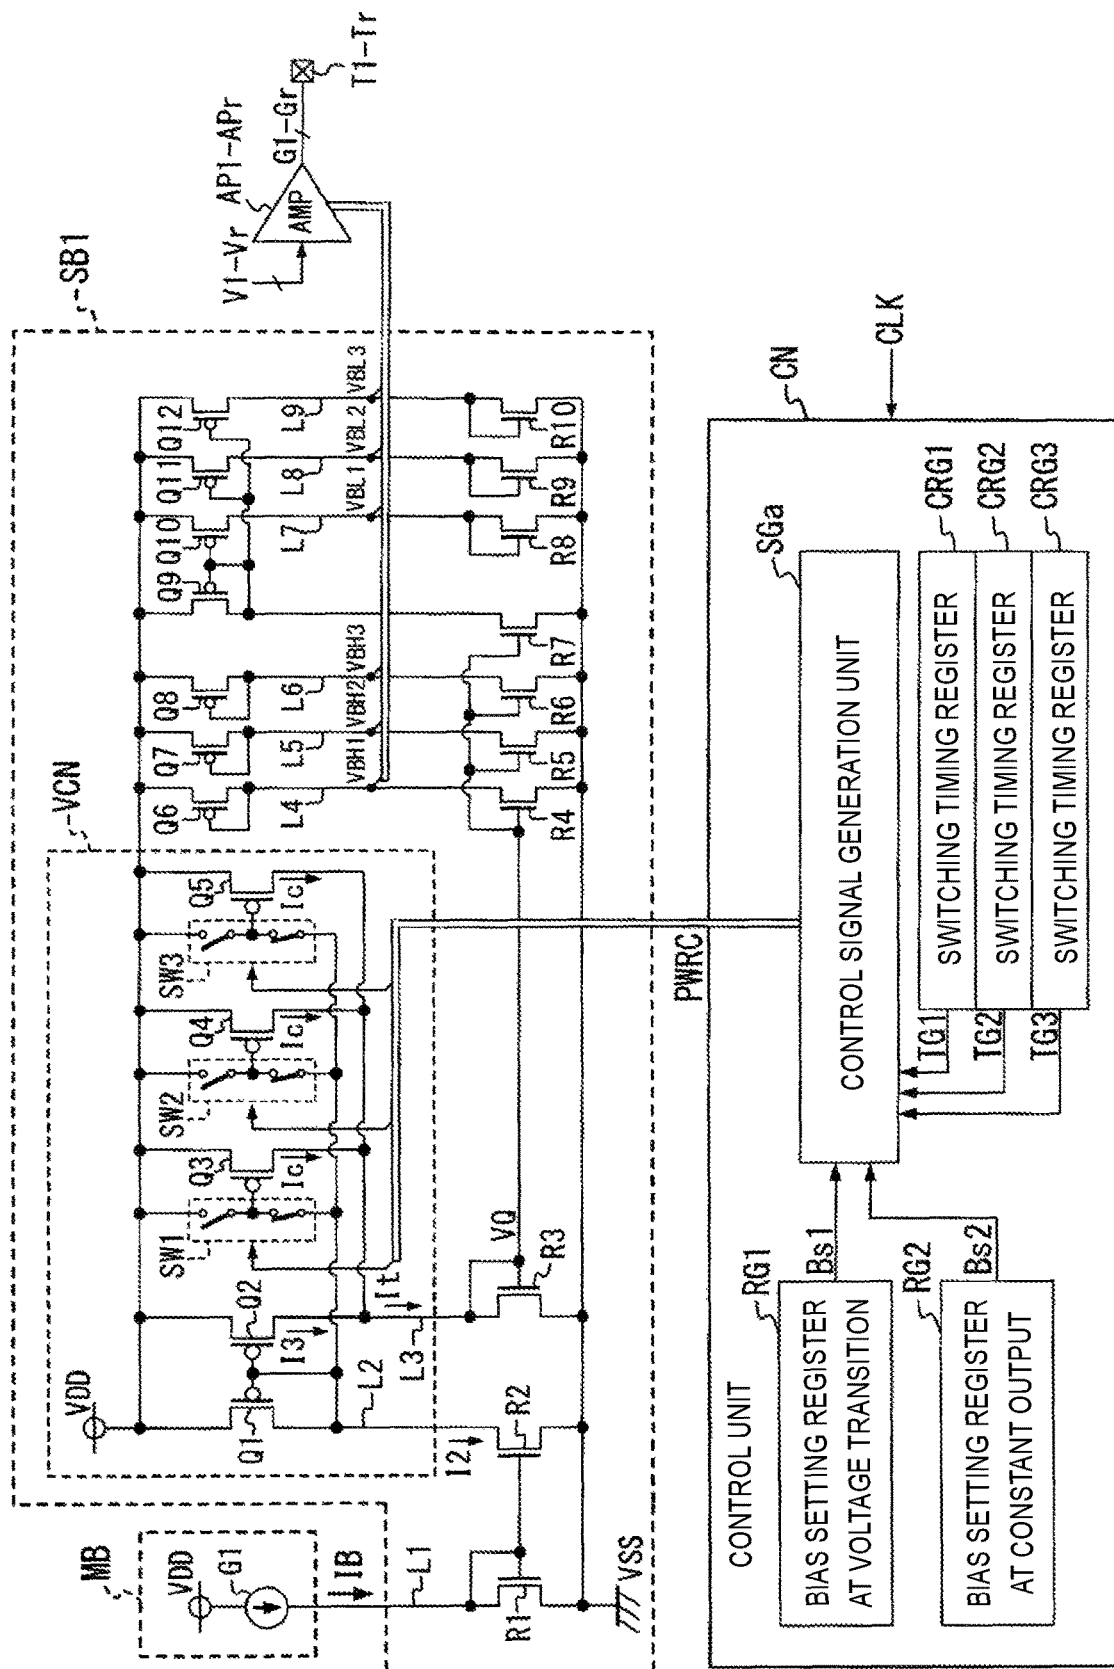 MB
VDD
G1
IB
L1
R1
VSS
VDD
Q1
Q2
I3
L2
I2
R2
It
L3
VQ
R3
SW1
Q3
Ic
SW2
Q4
Ic
SW3
Q5
Ic
VCN
SB1
Q6
Q7
Q8
Q9
Q10
Q11
Q12
L4
L5
L6
L7
L8
L9
VBH1
VBH2
VBH3
VBL1
VBL2
VBL3
R4
R5
R6
R7
R8
R9
R10
V1-Vr
AP1-APr
AMP
G1-Gr
T1-Tr
PWRC
CONTROL UNIT
CN
CLK
RG1
BIAS SETTING REGISTER
AT VOLTAGE TRANSITION
Bs1
RG2
BIAS SETTING REGISTER
AT CONSTANT OUTPUT
Bs2
SGa
CONTROL SIGNAL GENERATION UNIT
TG1
TG2
TG3
SWITCHING TIMING REGISTER
CRG1
SWITCHING TIMING REGISTER
CRG2
SWITCHING TIMING REGISTER
CRG3